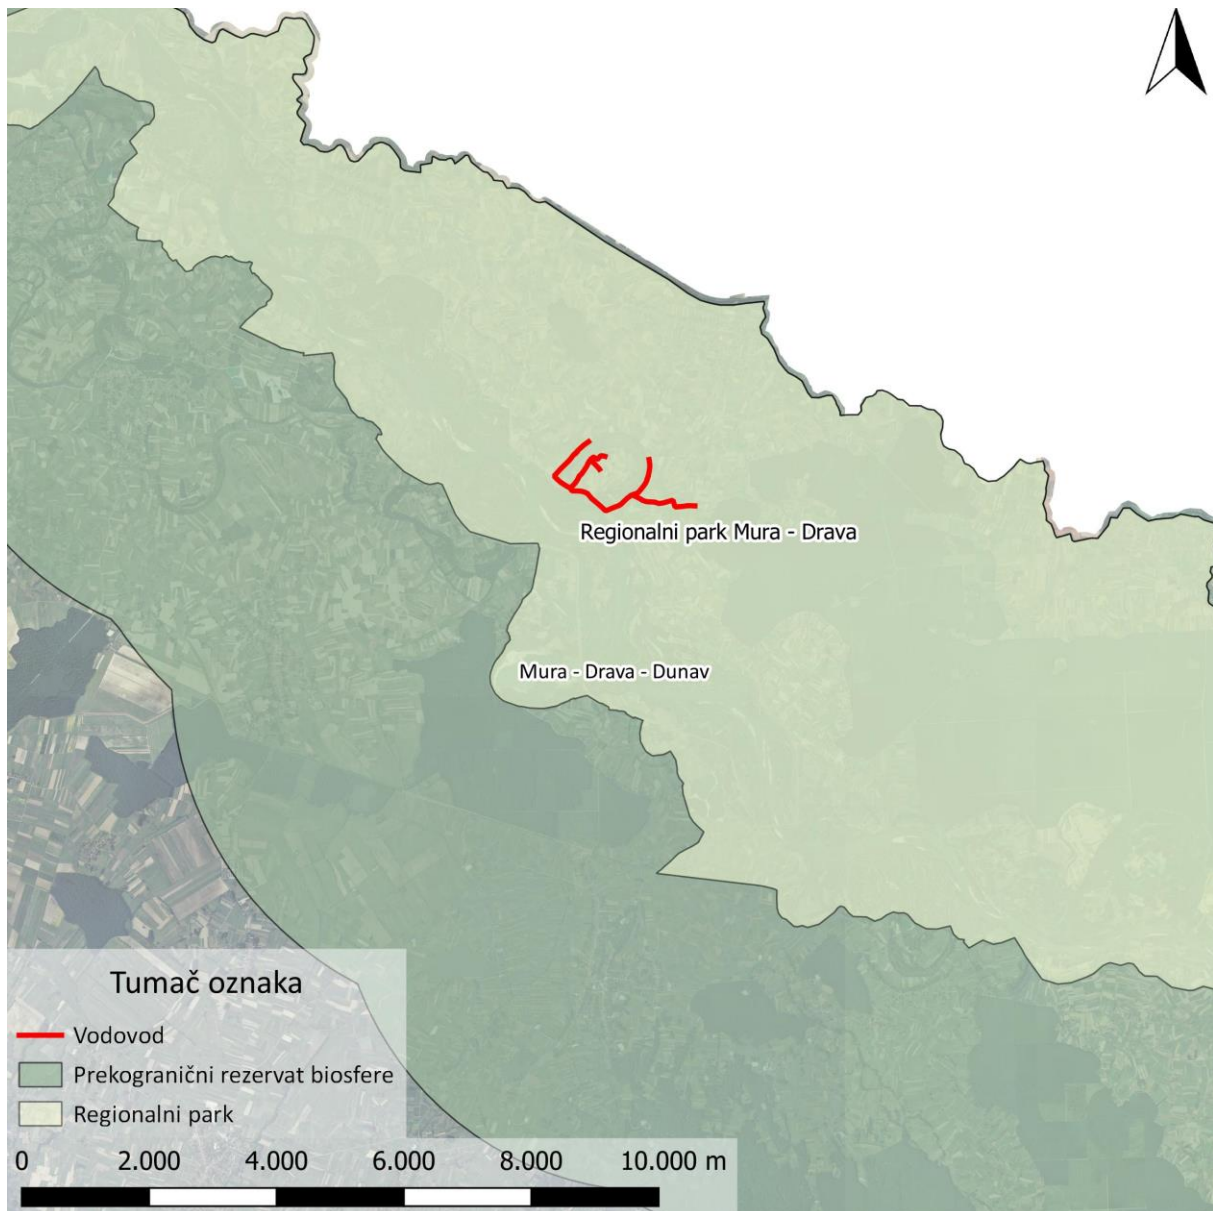 Regionalni park Mura - Drava
Mura - Drava - Dunav
Tumač oznaka
Vodovod
Prekogranični rezervat biosfere
Regionalni park
0 2.000 4.000 6.000 8.000 10.000 m